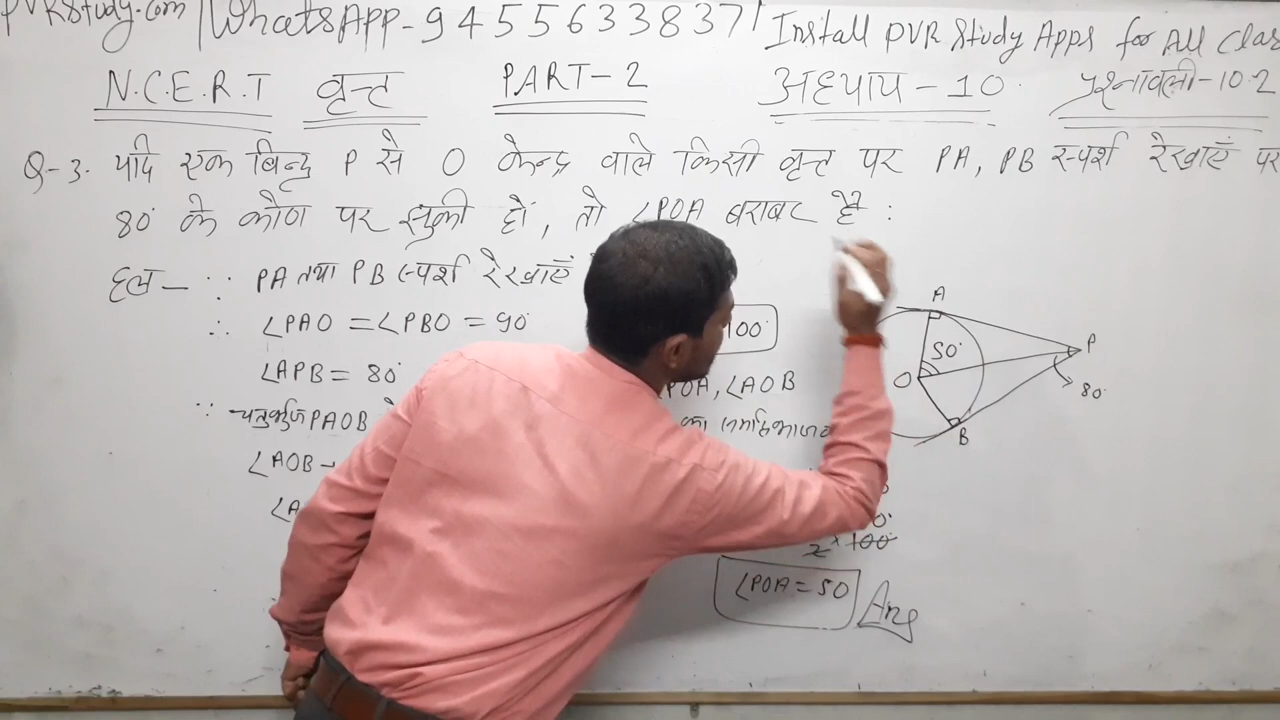 PVRStudy.com | WhatsApp-9455633837 | Install PVR Study Apps for All Clas
N.C.E.R.T वृत्त PART-2 अध्याय-10 प्रश्नावली-10.2
Q-3. यदि एक बिन्दु P से O केन्द्र वाले किसी वृत्त पर PA, PB स्पर्श रेखाएँ पर
80° के कोण पर झुकी हों, तो ∠POA बराबर है :
हल- ∵ PA तथा PB स्पर्श रेखाएँ
∴ ∠PAO = ∠PBO = 90°
∠APB = 80°
∵ चतुर्भुज PAOB
∠AOB
∠A
100°
∠POA, ∠AOB
का समद्विभाजक
100°
∠POA = 50 Ans
A
50°
O
P
80°
B